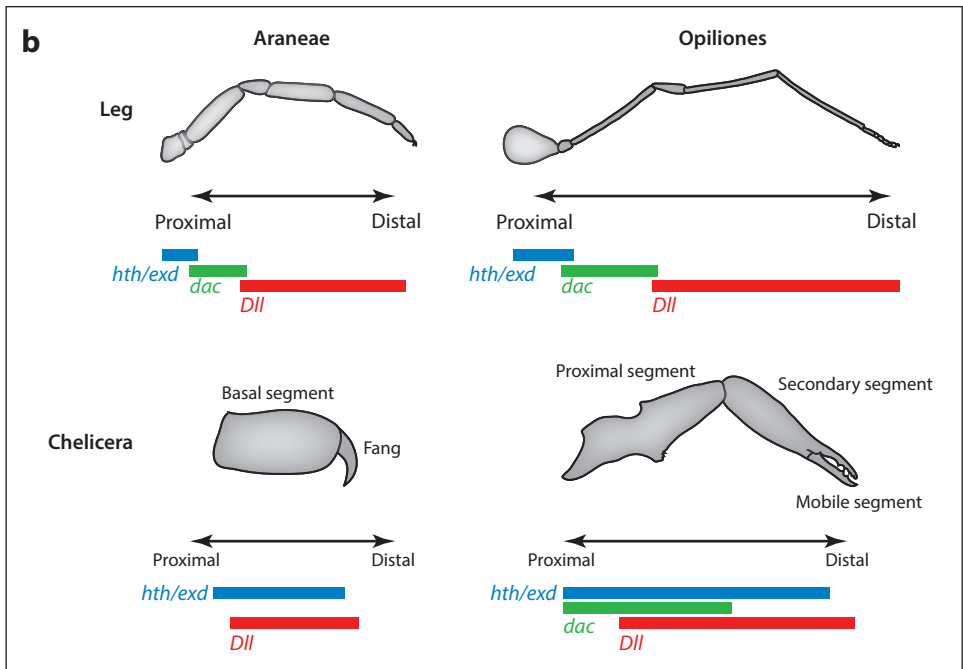 b
Araneae
Opiliones
Leg
Proximal
Distal
Proximal
Distal
hth/exd
dac
Dll
hth/exd
dac
Dll
Chelicera
Basal segment
Fang
Proximal segment
Secondary segment
Mobile segment
Proximal
Distal
Proximal
Distal
hth/exd
Dll
hth/exd
dac
Dll